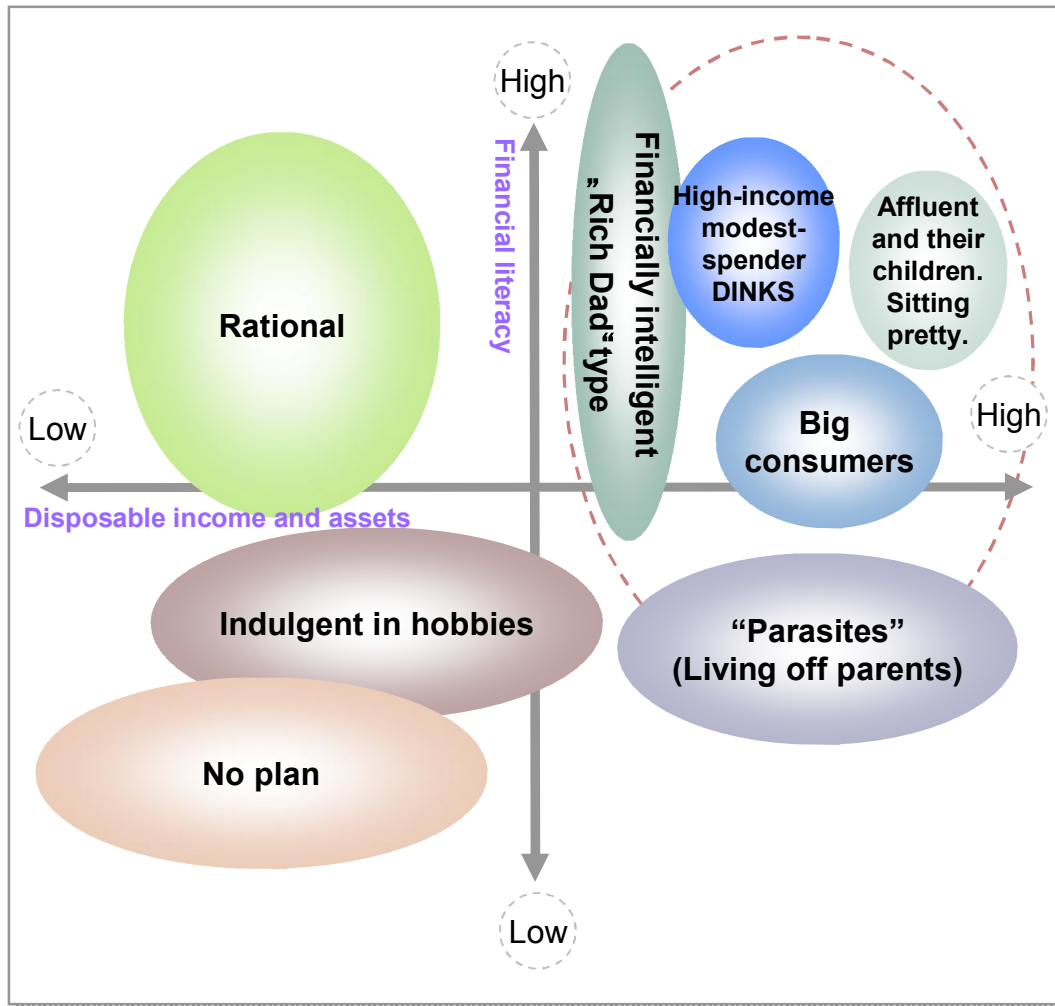 High
Financial literacy
Financially intelligent
„Rich Dad“type
High-income
modest-
spender
DINKS
Affluent
and their
children.
Sitting
pretty.
Rational
Low
High
Big
consumers
Disposable income and assets
Indulgent in hobbies
“Parasites”
(Living off parents)
No plan
Low